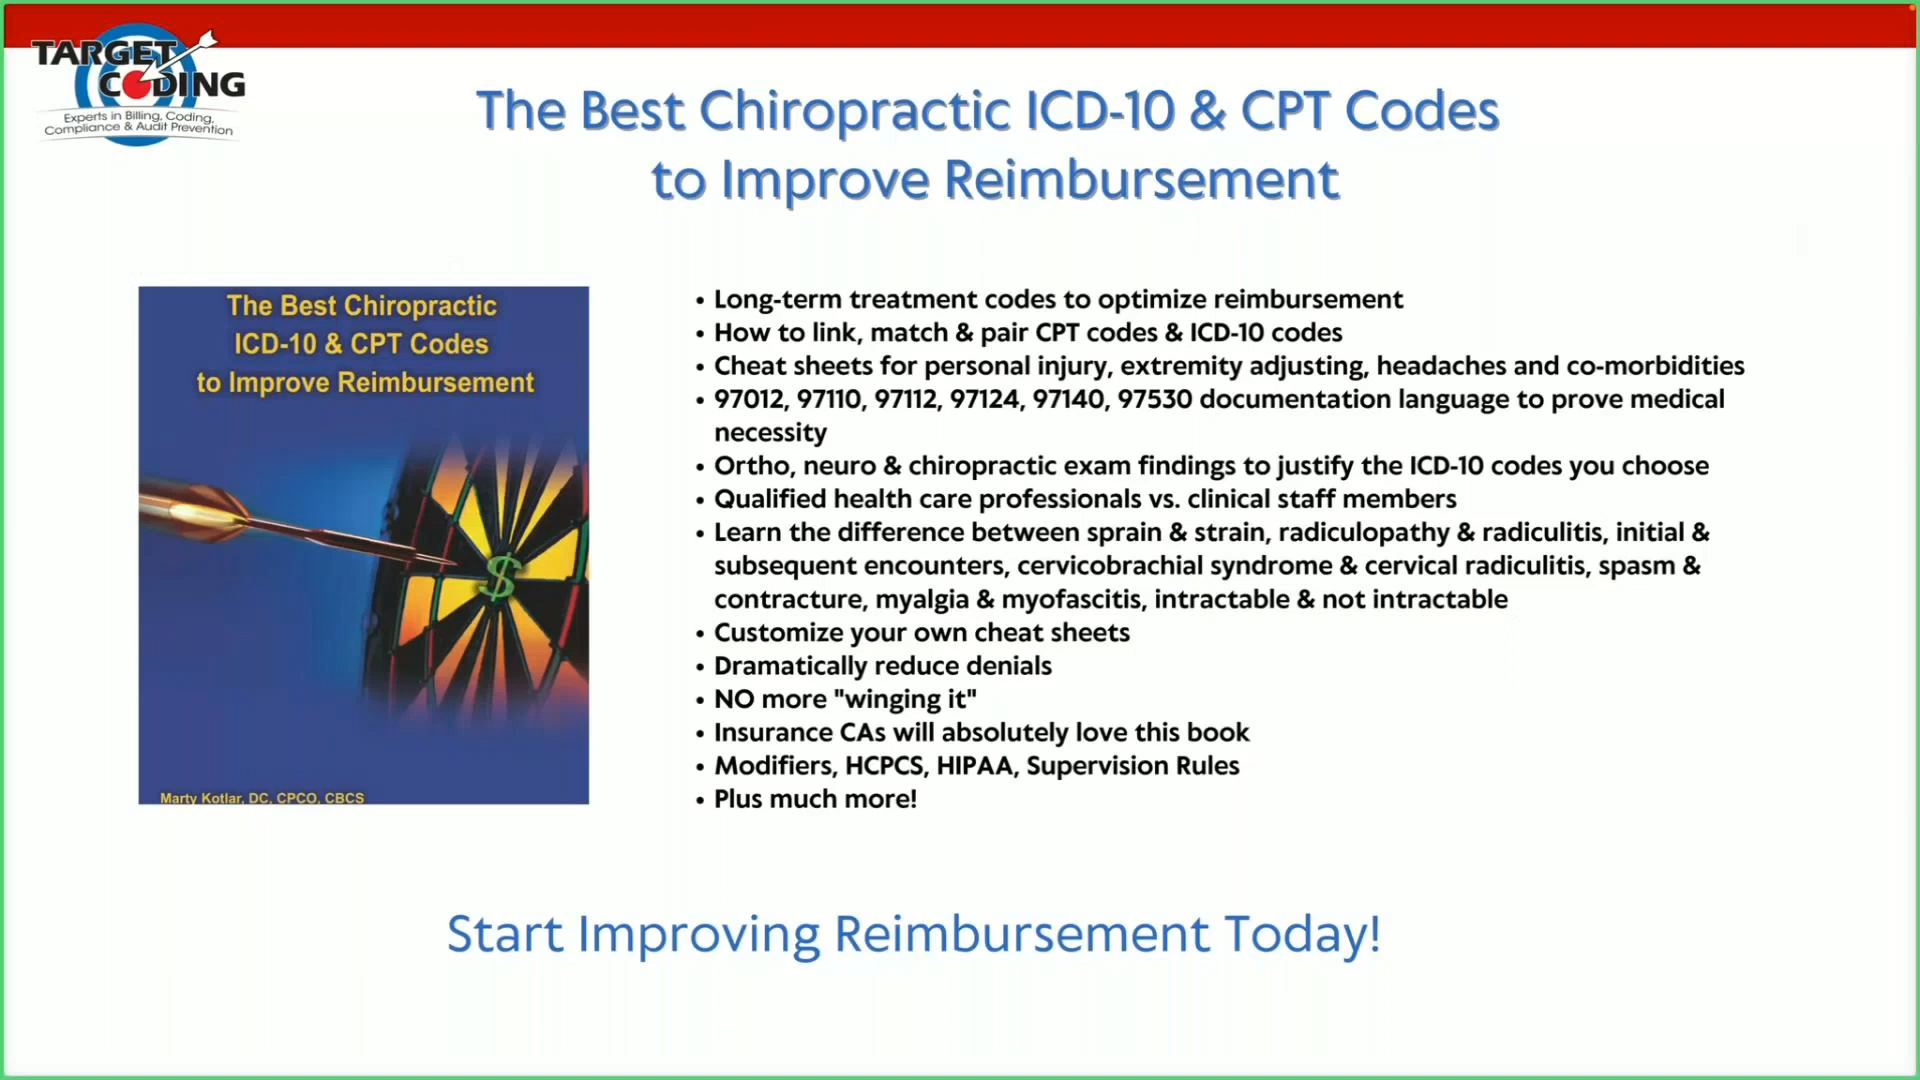 TARGET
CODING
Experts in Billing, Coding,
Compliance & Audit Prevention
The Best Chiropractic ICD-10 & CPT Codes
to Improve Reimbursement
The Best Chiropractic
ICD-10 & CPT Codes
to Improve Reimbursement
$
Marty Kotlar, DC, CPCO, CBCS
• Long-term treatment codes to optimize reimbursement
• How to link, match & pair CPT codes & ICD-10 codes
• Cheat sheets for personal injury, extremity adjusting, headaches and co-morbidities
• 97012, 97110, 97112, 97124, 97140, 97530 documentation language to prove medical
necessity
• Ortho, neuro & chiropractic exam findings to justify the ICD-10 codes you choose
• Qualified health care professionals vs. clinical staff members
• Learn the difference between sprain & strain, radiculopathy & radiculitis, initial &
subsequent encounters, cervicobrachial syndrome & cervical radiculitis, spasm &
contracture, myalgia & myofascitis, intractable & not intractable
• Customize your own cheat sheets
• Dramatically reduce denials
• NO more "winging it"
• Insurance CAs will absolutely love this book
• Modifiers, HCPCS, HIPAA, Supervision Rules
• Plus much more!
Start Improving Reimbursement Today!